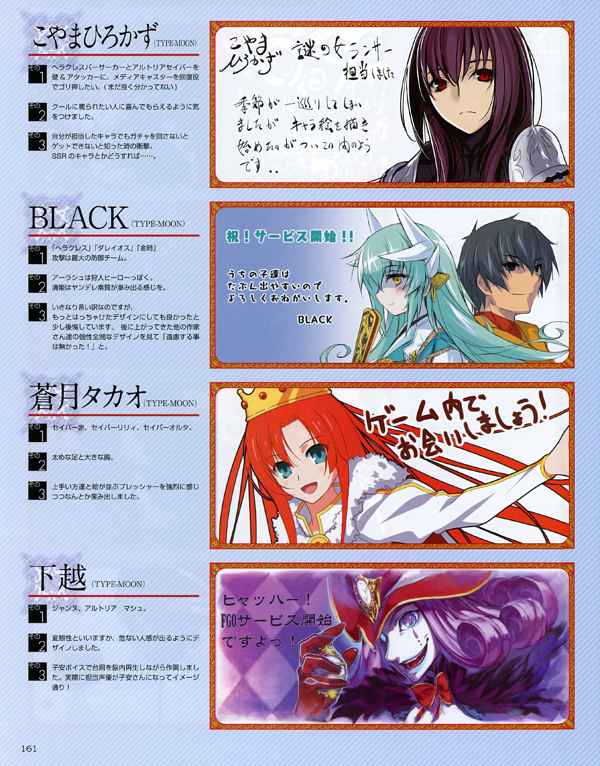 こやまひろかず(TYPE-MOON)
その1
ヘラクレスバーサーカーとアルトリアセイバーを
壁&アタッカーに、メディアキャスターを回復役
でゴリ押したい。(まだ良く分かってない)
その2
クールに罵られたい人に喜んでもらえるように気
をつけました。
その3
自分が担当したキャラでもガチャを回さないと
ゲットできないと知った時の衝撃。
SSRのキャラとかどうすれば……。
こやま
ひろかず
謎の女ランサー
担当しました
季節が一巡りしてしまい
ましたが キャラ絵を描き
始めたのがついこの内のよう
です..
BLACK(TYPE-MOON)
その1
「ヘラクレス」「ダレイオス」「金時」
攻撃は最大の防御チーム。
その2
アーラシュは狩人ヒーローっぽく。
清姫はヤンデレ素質が滲み出る感じを。
その3
いきなり言い訳なのですが、
もっとはっちゃけたデザインにしても良かったと
少し後悔しています。 後に上がってきた他の作家
さん達の個性全開なデザインを見て「遠慮する事
は無かった！」と。
祝！サービス開始!!
うちの子達は
たぶん出やすいので
よろしくおねがいします。
BLACK
蒼月タカオ(TYPE-MOON)
その1
セイバー赤、セイバーリリィ、セイバーオルタ。
その2
太めな足と大きな胸。
その3
上手い方達と絵が並ぶプレッシャーを強烈に感じ
つつなんとか産み出しました。
ゲーム内で
お会いしましょう！
下越(TYPE-MOON)
その1
ジャンヌ、アルトリア マシュ。
その2
変態性といいますか、危ない人感が出るようにデ
ザインしました。
その3
子安ボイスで台詞を脳内再生しながら作画しまし
た。実際に担当声優が子安さんになってイメージ
通り！
ヒャッハー！
FGOサービス開始
ですよっ！
161